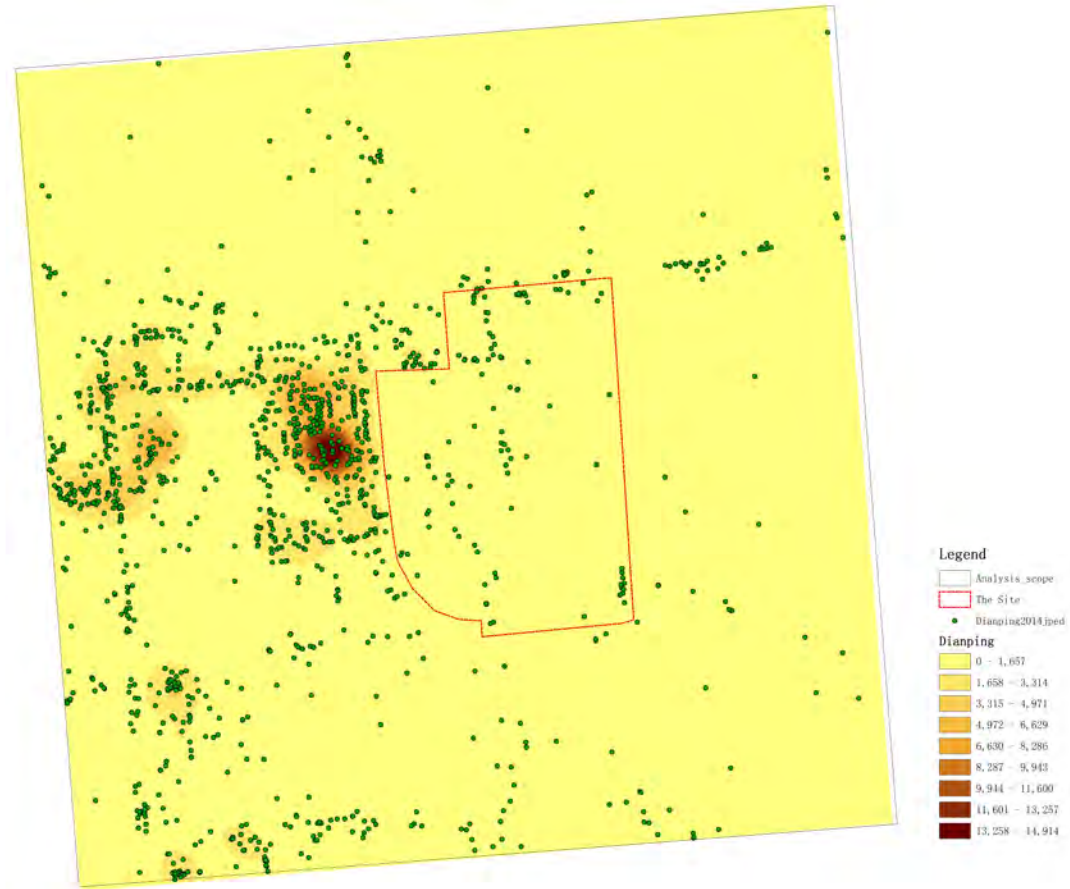 Legend
Analysis_scope
The Site
Dianping2014jped
Dianping
0 - 1,657
1,658 - 3,314
3,315 - 4,971
4,972 - 6,629
6,630 - 8,286
8,287 - 9,943
9,944 - 11,600
11,601 - 13,257
13,258 - 14,914